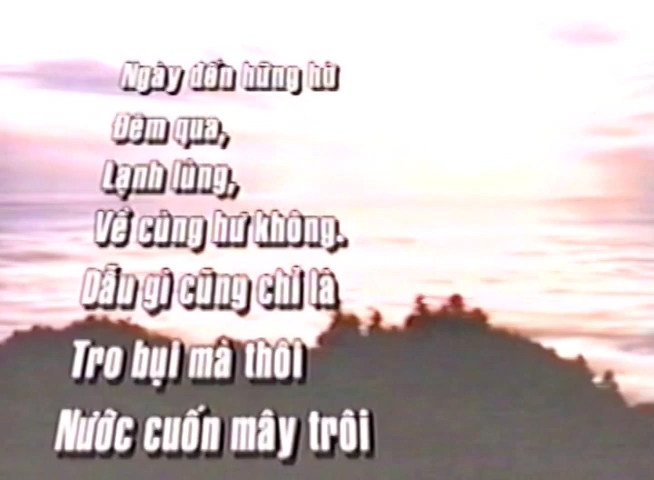 Ngày đến hững hờ
Đêm qua,
Lạnh lùng,
Về cùng hư không.
Dẫu gì cũng chỉ là
Tro bụi mà thôi
Nước cuốn mây trôi